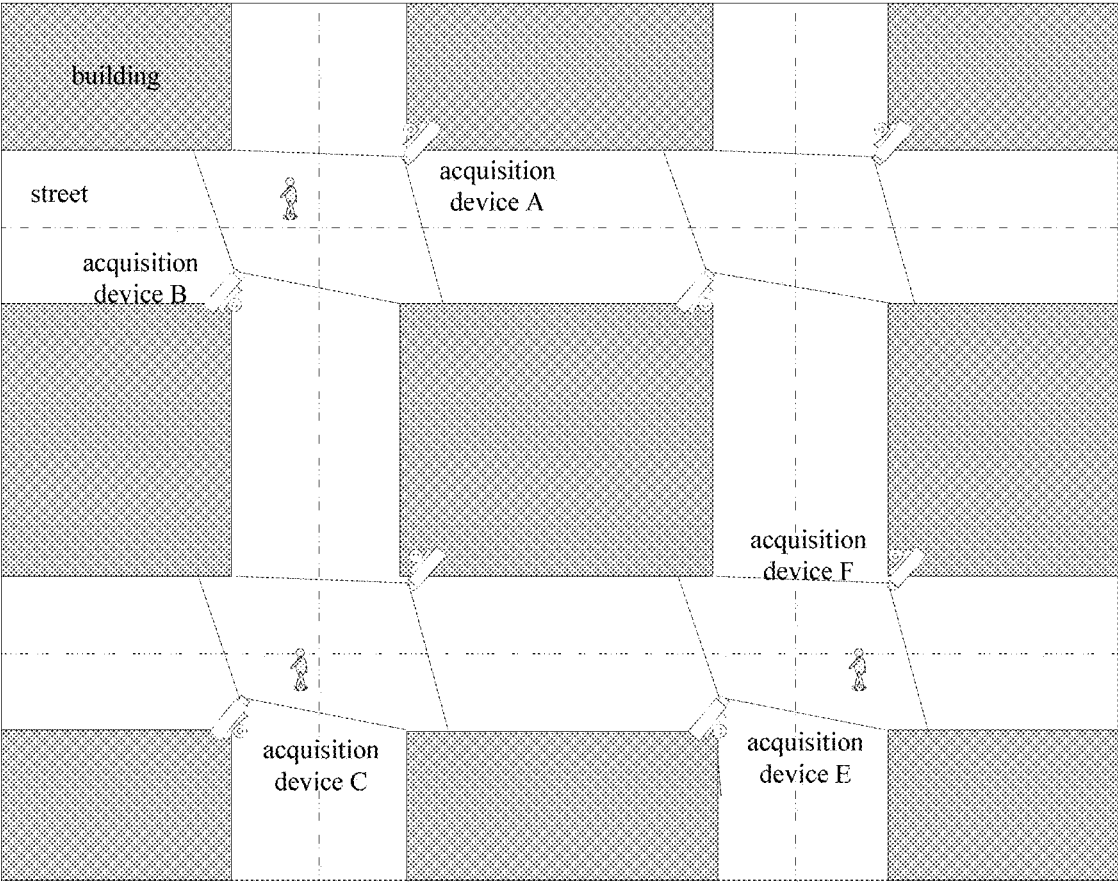 building
acquisition
device A
street
acquisition
device B
acquisition
device F
acquisition
device C
acquisition
device E